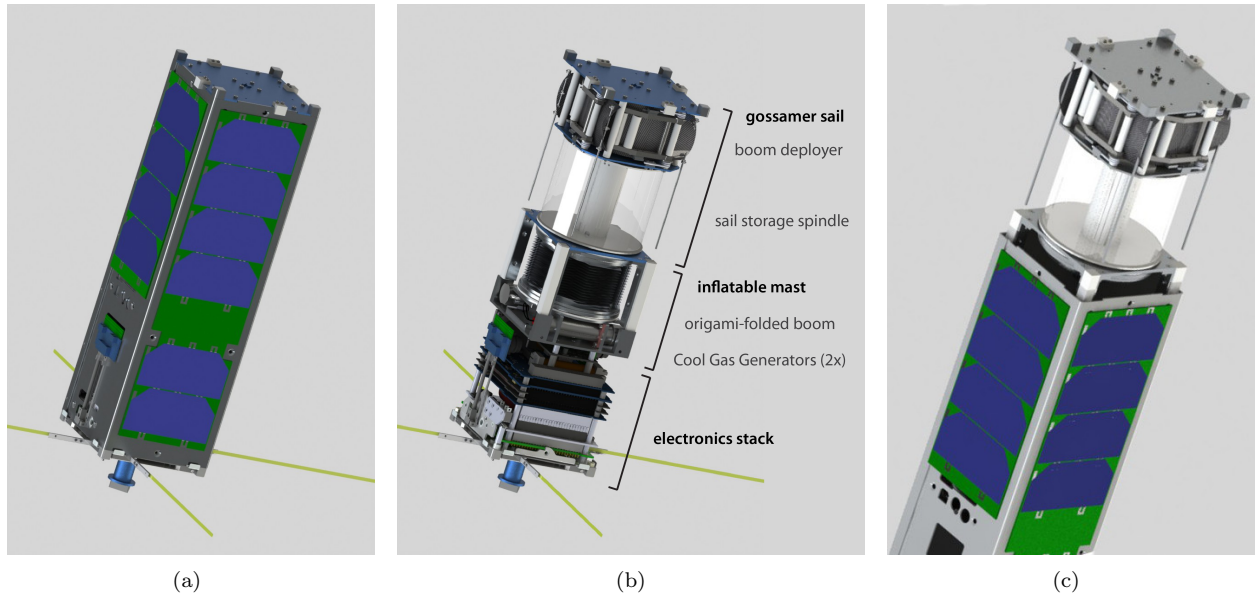 gossamer sail
boom deployer
sail storage spindle
inflatable mast
origami-folded boom
Cool Gas Generators (2x)
electronics stack
(a)
(b)
(c)